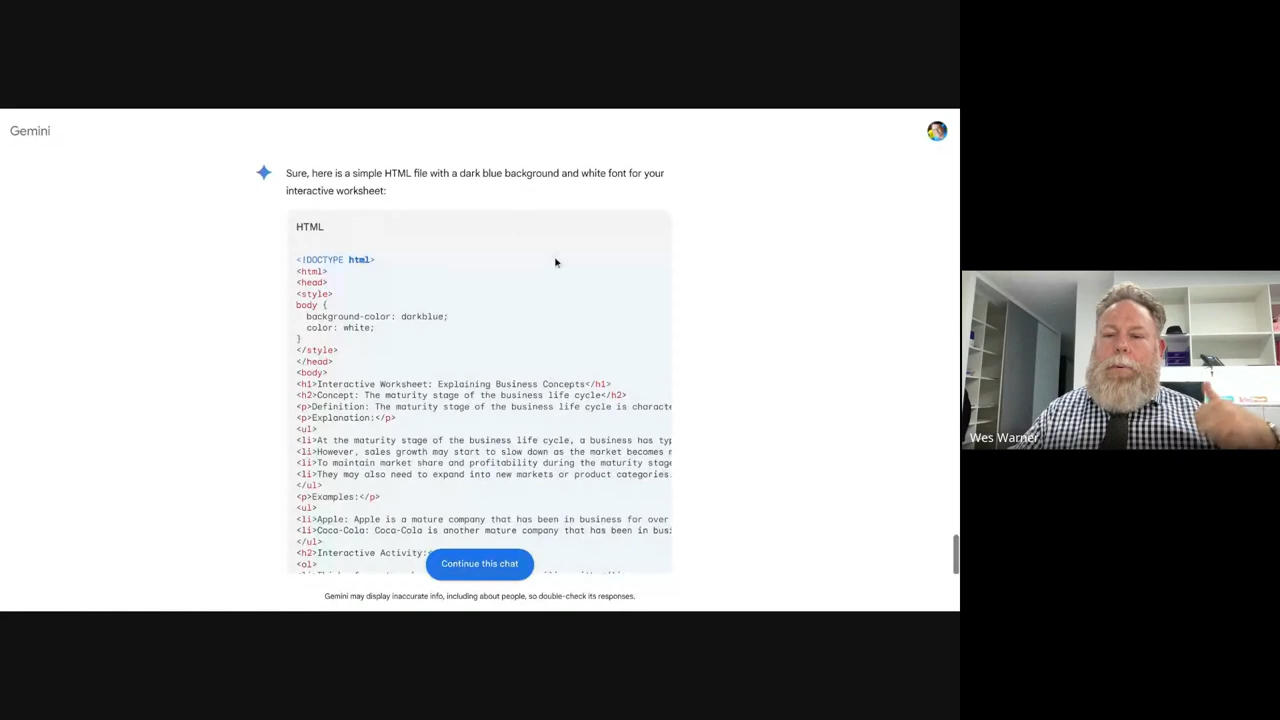 Gemini
Sure, here is a simple HTML file with a dark blue background and white font for your
interactive worksheet:
HTML
<!DOCTYPE html>
<html>
<head>
<style>
body {
  background-color: darkblue;
  color: white;
}
</style>
</head>
<body>
<h1>Interactive Worksheet: Explaining Business Concepts</h1>
<h2>Concept: The maturity stage of the business life cycle</h2>
<p>Definition: The maturity stage of the business life cycle is characte
<p>Explanation:</p>
<ul>
<li>At the maturity stage of the business life cycle, a business has typ
<li>However, sales growth may start to slow down as the market becomes m
<li>To maintain market share and profitability during the maturity stage
<li>They may also need to expand into new markets or product categories.
</ul>
<p>Examples:</p>
<ul>
<li>Apple: Apple is a mature company that has been in business for over
<li>Coca-Cola: Coca-Cola is another mature company that has been in busi
</ul>
<h2>Interactive Activity:<
<ol>
Continue this chat
Gemini may display inaccurate info, including about people, so double-check its responses.
Wes Warner